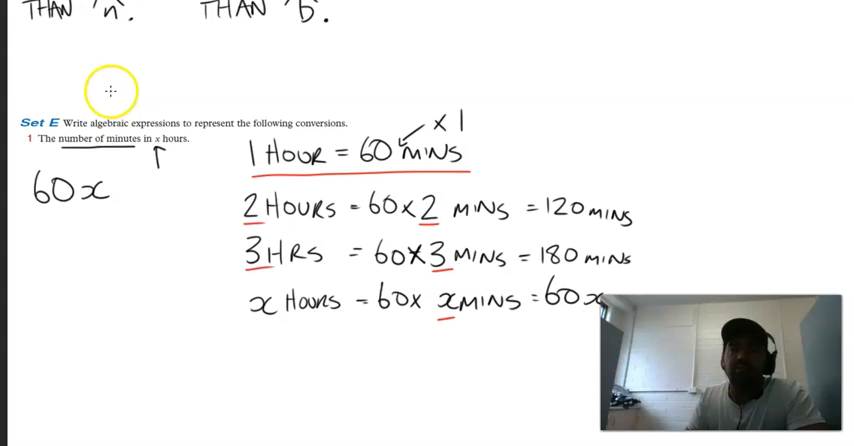 THAN 'n'. THAN 'b'.
Set E Write algebraic expressions to represent the following conversions.
1 The number of minutes in x hours.
60x
× 1
1 HOUR = 60 MINS
2 HOURS = 60 × 2 MINS = 120 MINS
3 HRS = 60 × 3 MINS = 180 MINS
x HOURS = 60 × x MINS = 60x